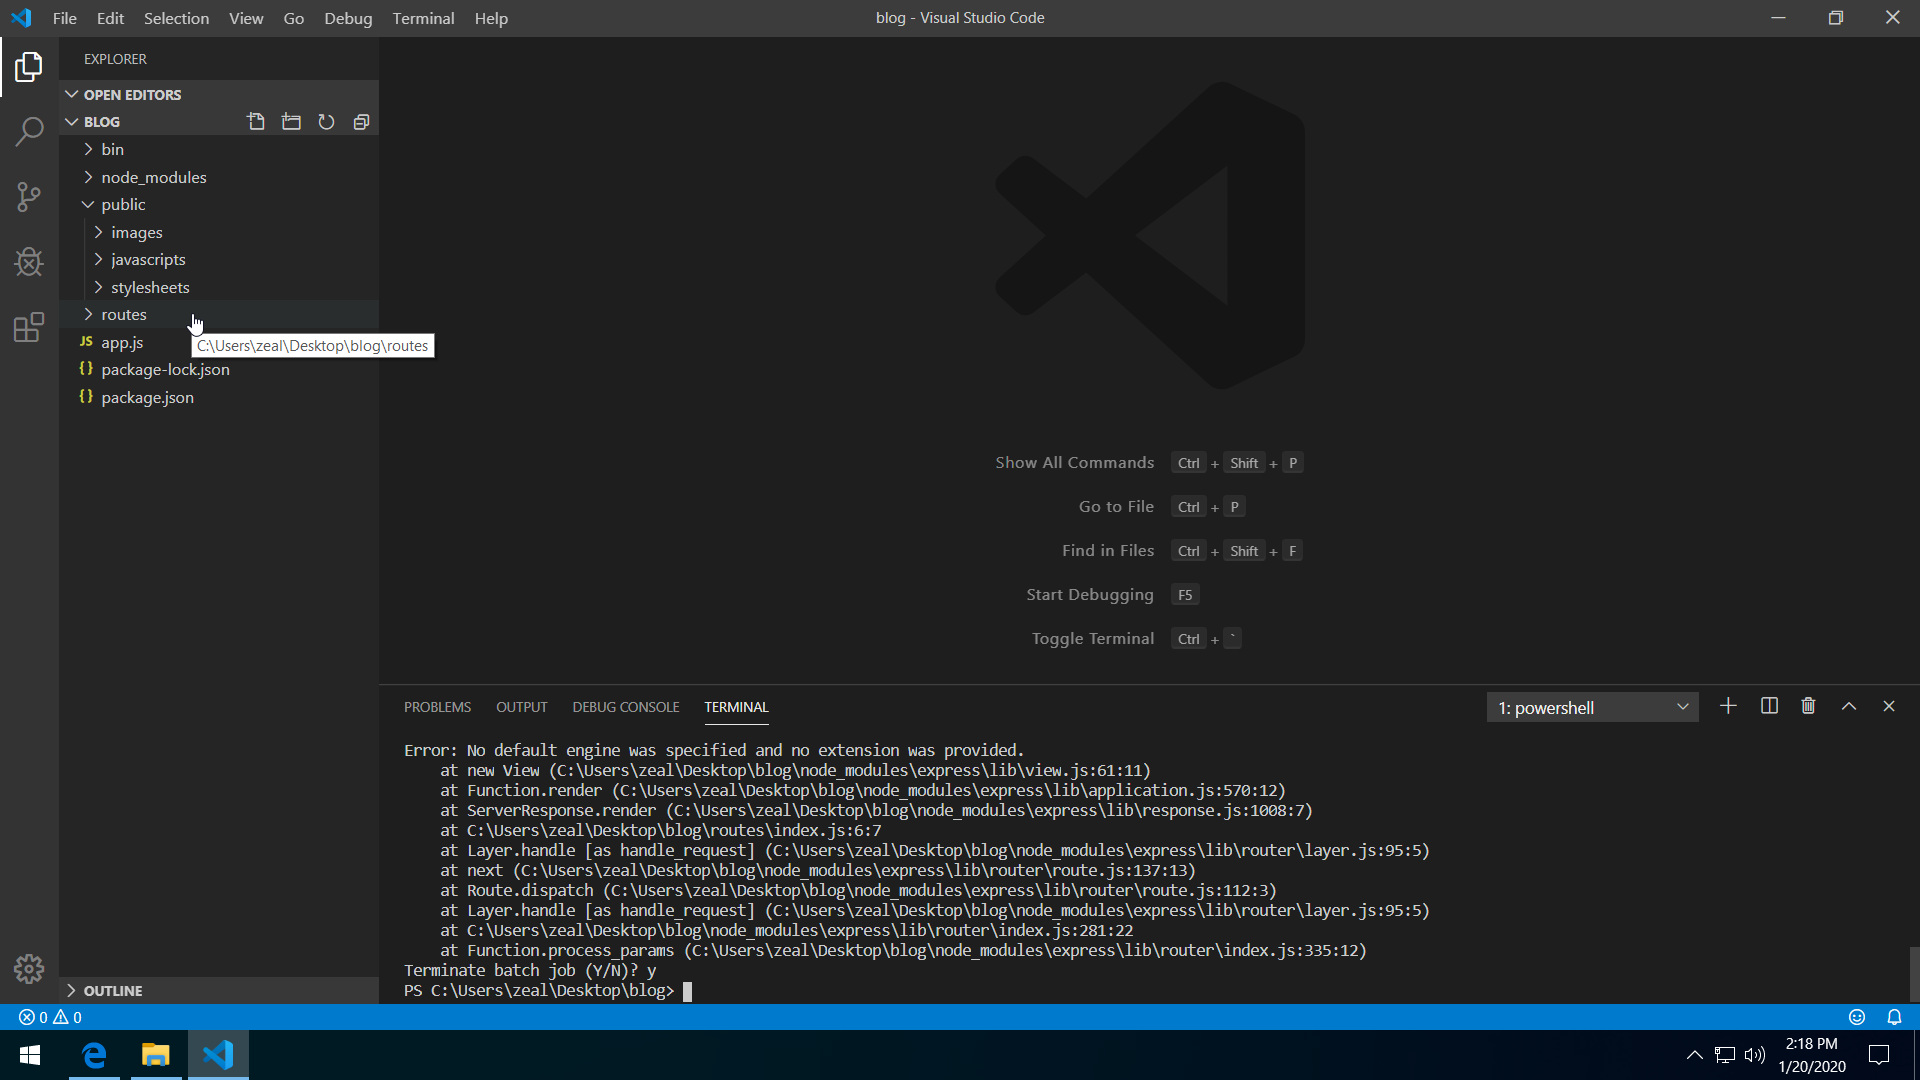 File Edit Selection View Go Debug Terminal Help
blog - Visual Studio Code
EXPLORER
OPEN EDITORS
BLOG
bin
node_modules
public
images
javascripts
stylesheets
routes
JS app.js
C:\Users\zeal\Desktop\blog\routes
{} package-lock.json
{} package.json
Show All Commands Ctrl + Shift + P
Go to File Ctrl + P
Find in Files Ctrl + Shift + F
Start Debugging F5
Toggle Terminal Ctrl + `
PROBLEMS OUTPUT DEBUG CONSOLE TERMINAL
1: powershell
Error: No default engine was specified and no extension was provided.
at new View (C:\Users\zeal\Desktop\blog\node_modules\express\lib\view.js:61:11)
at Function.render (C:\Users\zeal\Desktop\blog\node_modules\express\lib\application.js:570:12)
at ServerResponse.render (C:\Users\zeal\Desktop\blog\node_modules\express\lib\response.js:1008:7)
at C:\Users\zeal\Desktop\blog\routes\index.js:6:7
at Layer.handle [as handle_request] (C:\Users\zeal\Desktop\blog\node_modules\express\lib\router\layer.js:95:5)
at next (C:\Users\zeal\Desktop\blog\node_modules\express\lib\router\route.js:137:13)
at Route.dispatch (C:\Users\zeal\Desktop\blog\node_modules\express\lib\router\route.js:112:3)
at Layer.handle [as handle_request] (C:\Users\zeal\Desktop\blog\node_modules\express\lib\router\layer.js:95:5)
at C:\Users\zeal\Desktop\blog\node_modules\express\lib\router\index.js:281:22
at Function.process_params (C:\Users\zeal\Desktop\blog\node_modules\express\lib\router\index.js:335:12)
Terminate batch job (Y/N)? y
PS C:\Users\zeal\Desktop\blog>
OUTLINE
0 0
2:18 PM
1/20/2020